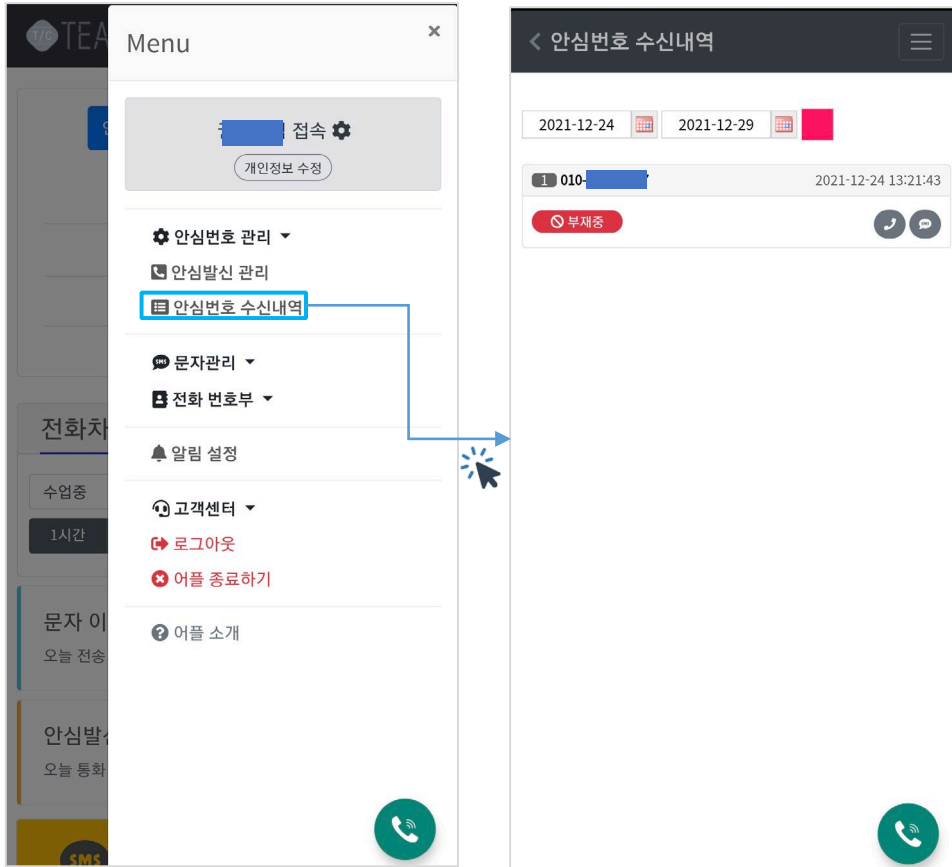 T/C TEA
Menu
×
접속
개인정보 수정
안심번호 관리
안심발신 관리
안심번호 수신내역
SMS 문자관리
전화 번호부
알림 설정
고객센터
로그아웃
어플 종료하기
어플 소개
전화차
수업중
1시간
문자 이
오늘 전송
안심발
오늘 통화
SMS
안심번호 수신내역
2021-12-24 2021-12-29
1 010- 2021-12-24 13:21:43
부재중